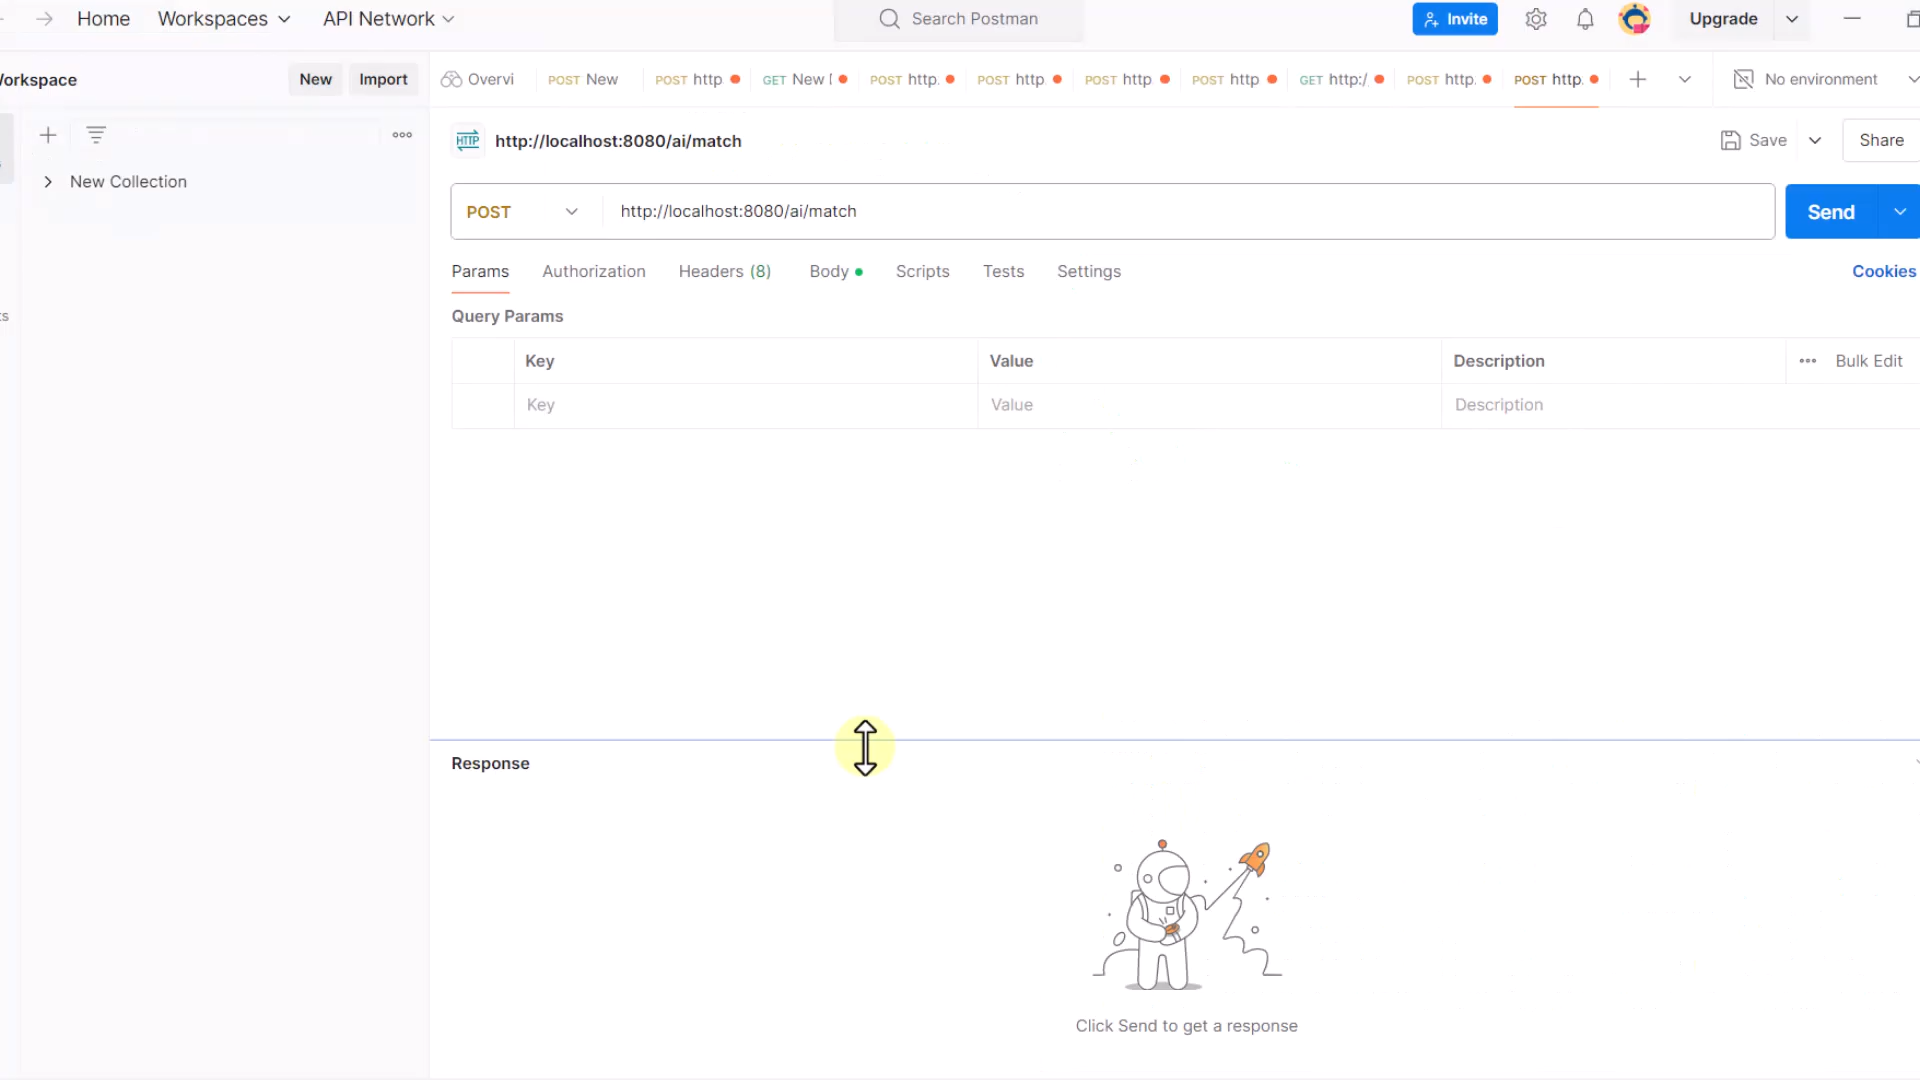 Home Workspaces API Network Search Postman Invite Upgrade
Workspace New Import Overvi POST New POST http GET New [ POST http. POST http POST http POST http GET http:/ POST http. POST http. No environment
http://localhost:8080/ai/match Save Share
New Collection
POST http://localhost:8080/ai/match Send
Params Authorization Headers (8) Body Scripts Tests Settings Cookies
Query Params
Key Value Description Bulk Edit
Key Value Description
Response
Click Send to get a response